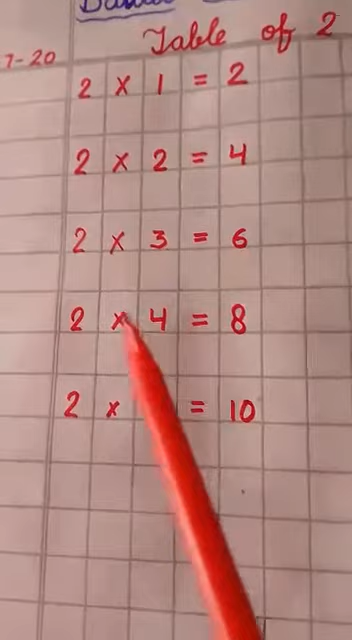 Table of 2
7-20
2 × 1 = 2
2 × 2 = 4
2 × 3 = 6
2 × 4 = 8
2 × = 10